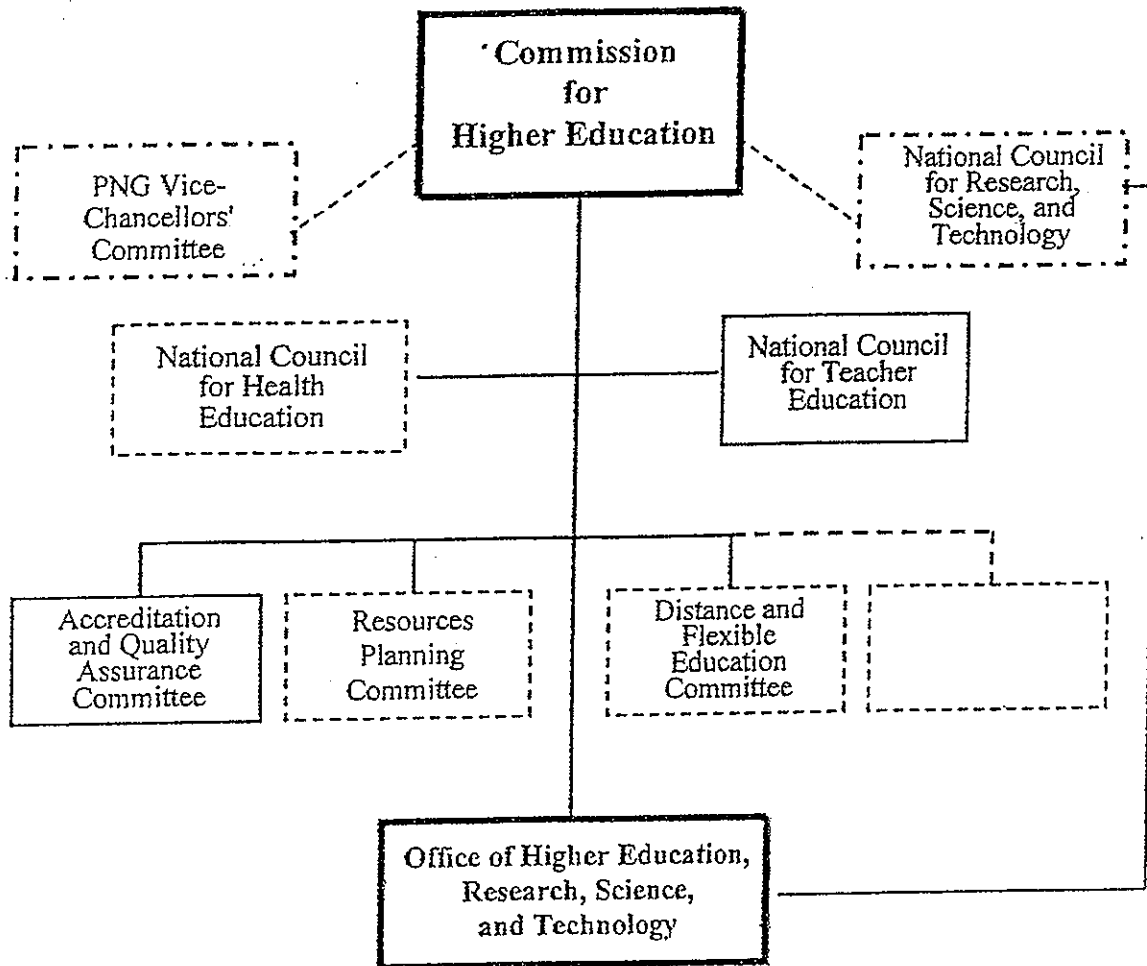 Commission
for
Higher Education
PNG Vice-
Chancellors'
Committee
National Council
for Research,
Science, and
Technology
National Council
for Health
Education
National Council
for Teacher
Education
Accreditation
and Quality
Assurance
Committee
Resources
Planning
Committee
Distance and
Flexible
Education
Committee
Office of Higher Education,
Research, Science,
and Technology